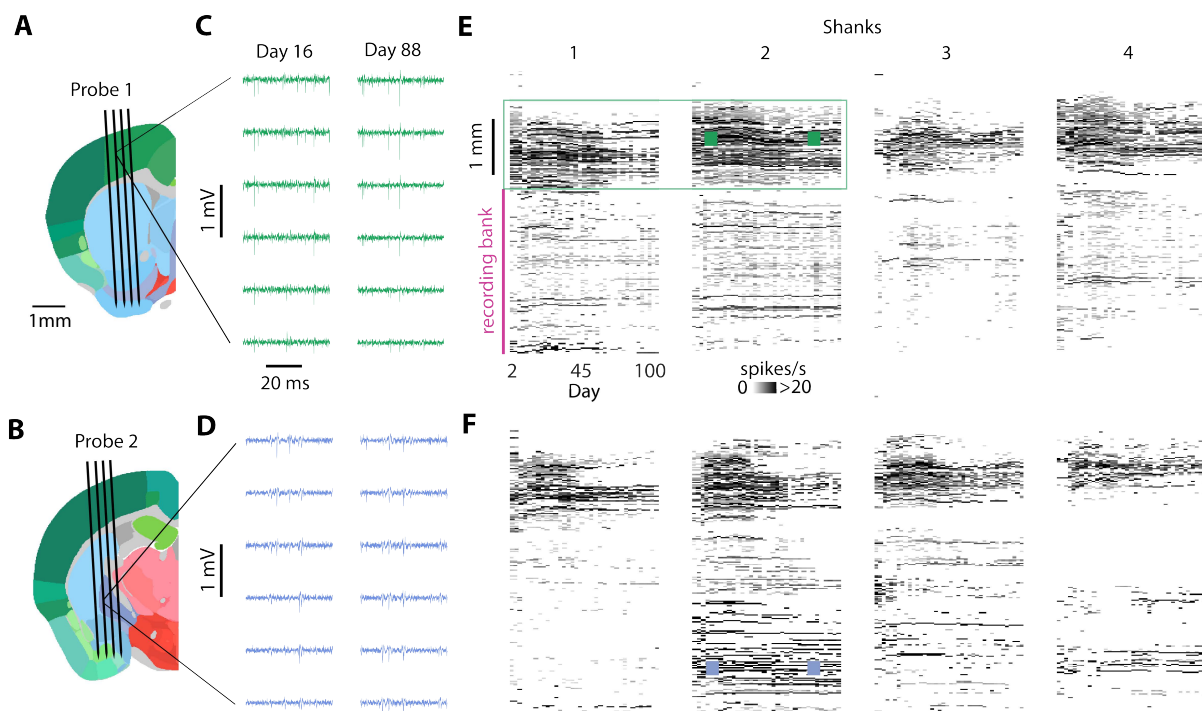 A
C
E
Shanks
Day 16
Day 88
1
2
3
4
Probe 1
1 mm
1 mV
recording bank
1mm
20 ms
2
45
100
Day
spikes/s
0
>20
B
D
F
Probe 2
1 mV